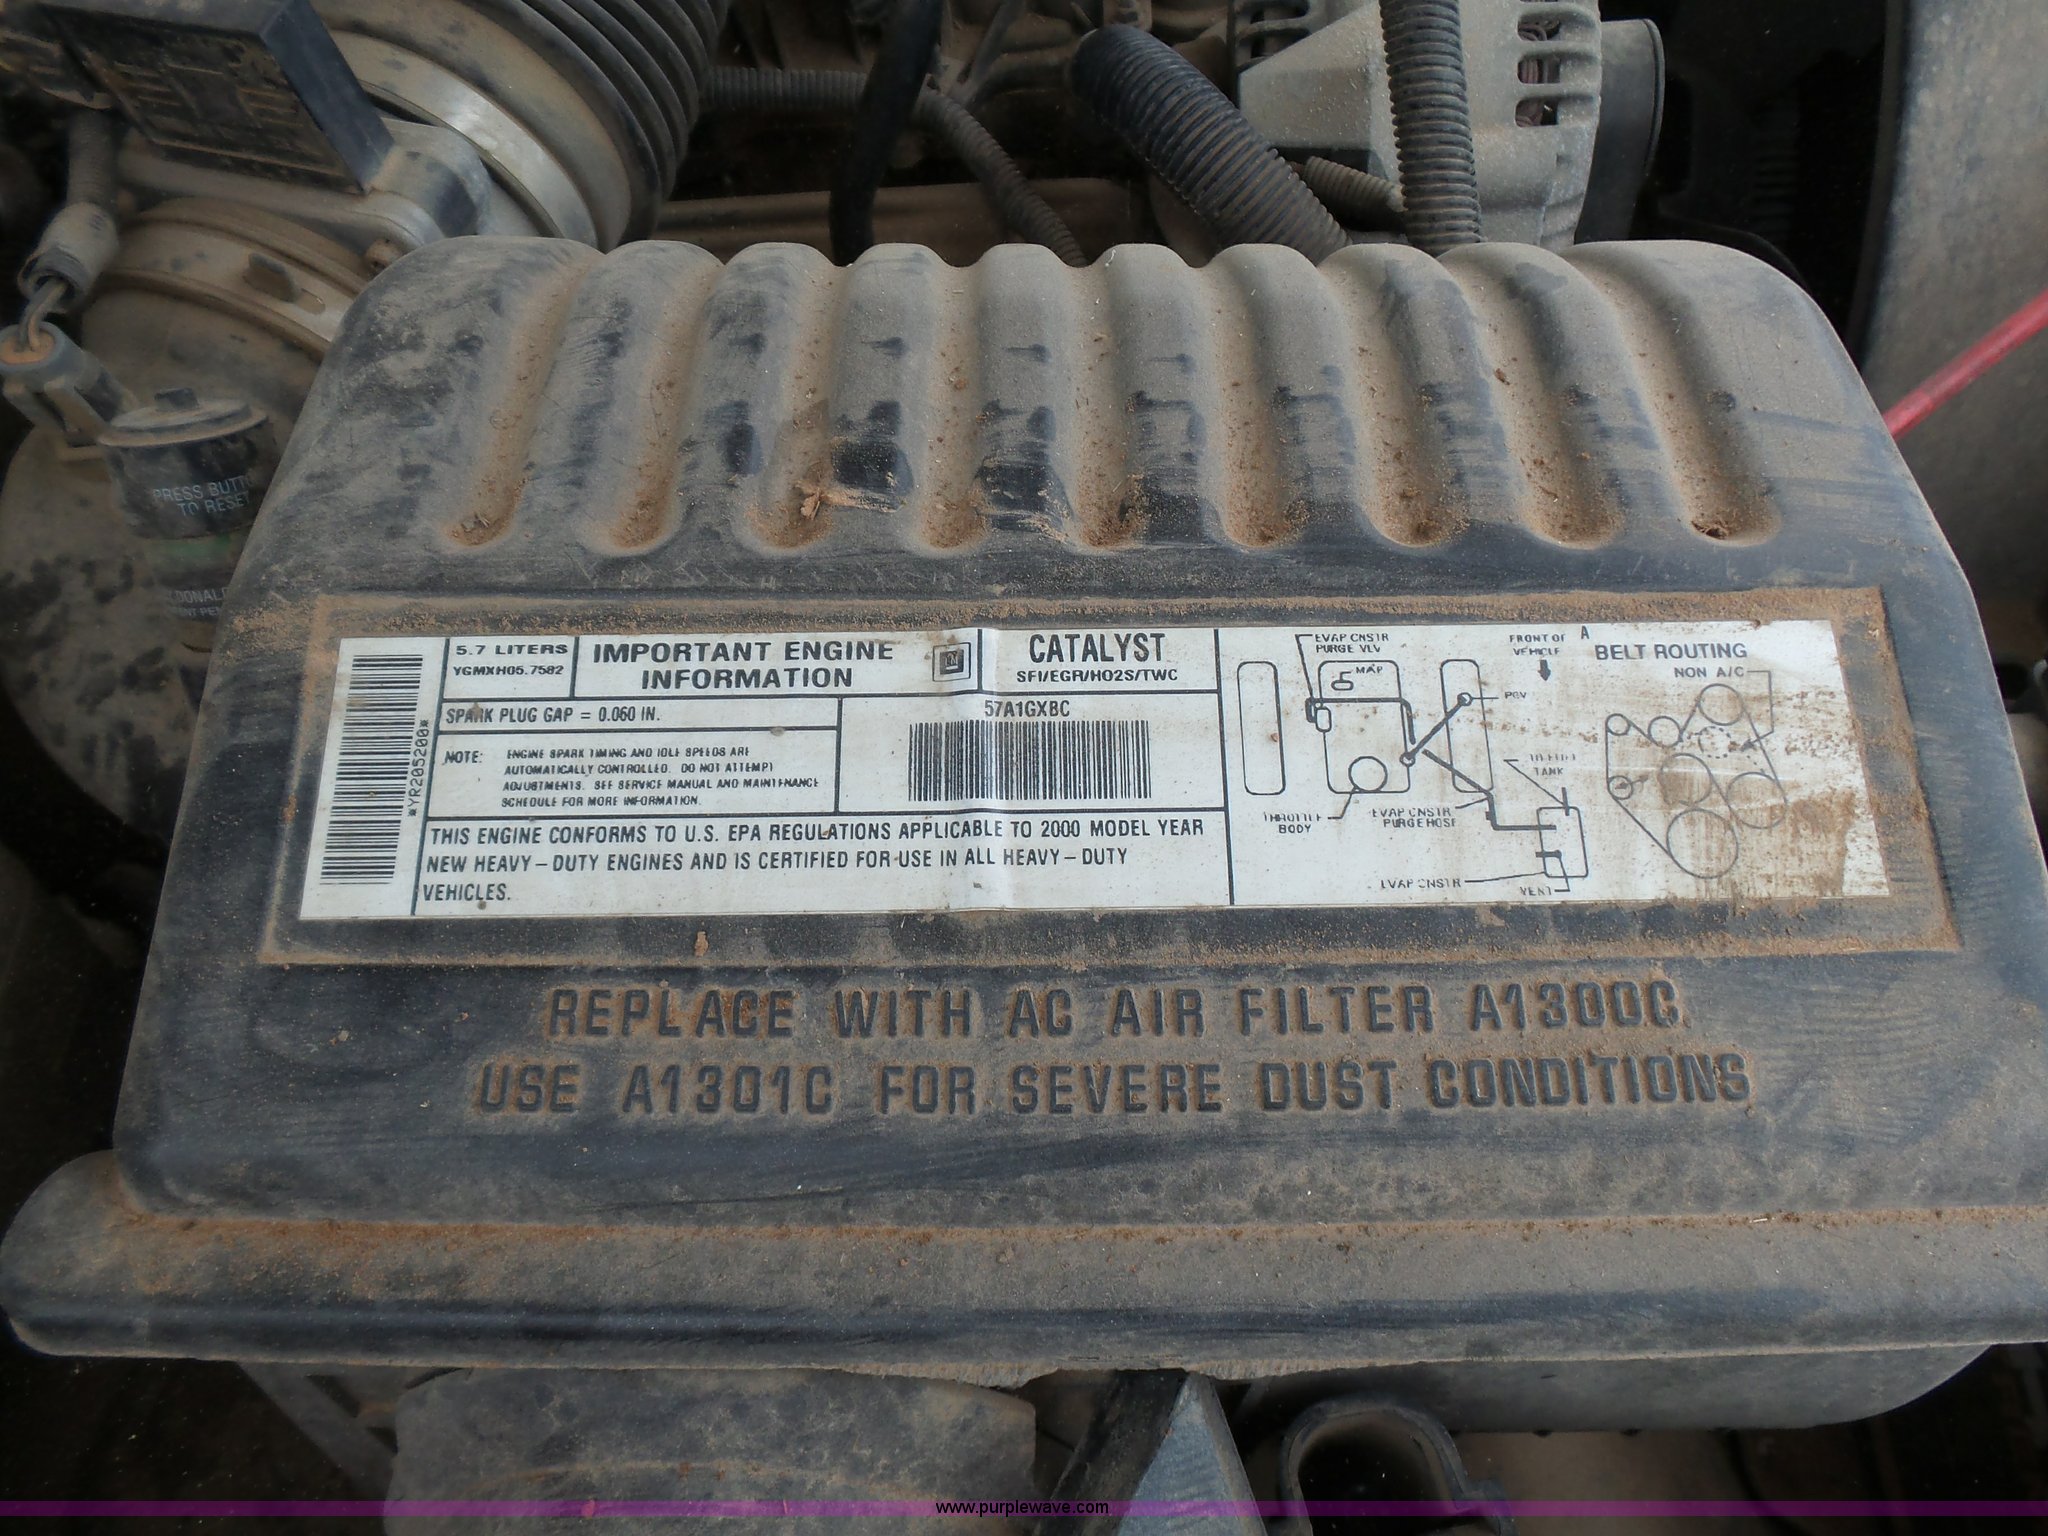 PRESS BUTTO
TO RESET
5.7 LITERS
YGMXH05.7582
IMPORTANT ENGINE
INFORMATION
CATALYST
SFI/EGR/HO2S/TWC
SPARK PLUG GAP = 0.060 IN.
NOTE: ENGINE SPARK TIMING AND IDLE SPEEDS ARE
AUTOMATICALLY CONTROLLED. DO NOT ATTEMPT
ADJUSTMENTS. SEE SERVICE MANUAL AND MAINTENANCE
SCHEDULE FOR MORE INFORMATION.
57A1GXBC
*YR205200*
THIS ENGINE CONFORMS TO U.S. EPA REGULATIONS APPLICABLE TO 2000 MODEL YEAR
NEW HEAVY-DUTY ENGINES AND IS CERTIFIED FOR USE IN ALL HEAVY-DUTY
VEHICLES.
EVAP CNSTR
PURGE VLV
MAP
FRONT OF
VEHICLE
PCV
TO FUEL
TANK
THROTTLE
BODY
EVAP CNSTR
PURGE HOSE
EVAP CNSTR
VENT
A
BELT ROUTING
NON A/C
REPLACE WITH AC AIR FILTER A1300C.
USE A1301C FOR SEVERE DUST CONDITIONS
www.purplewave.com